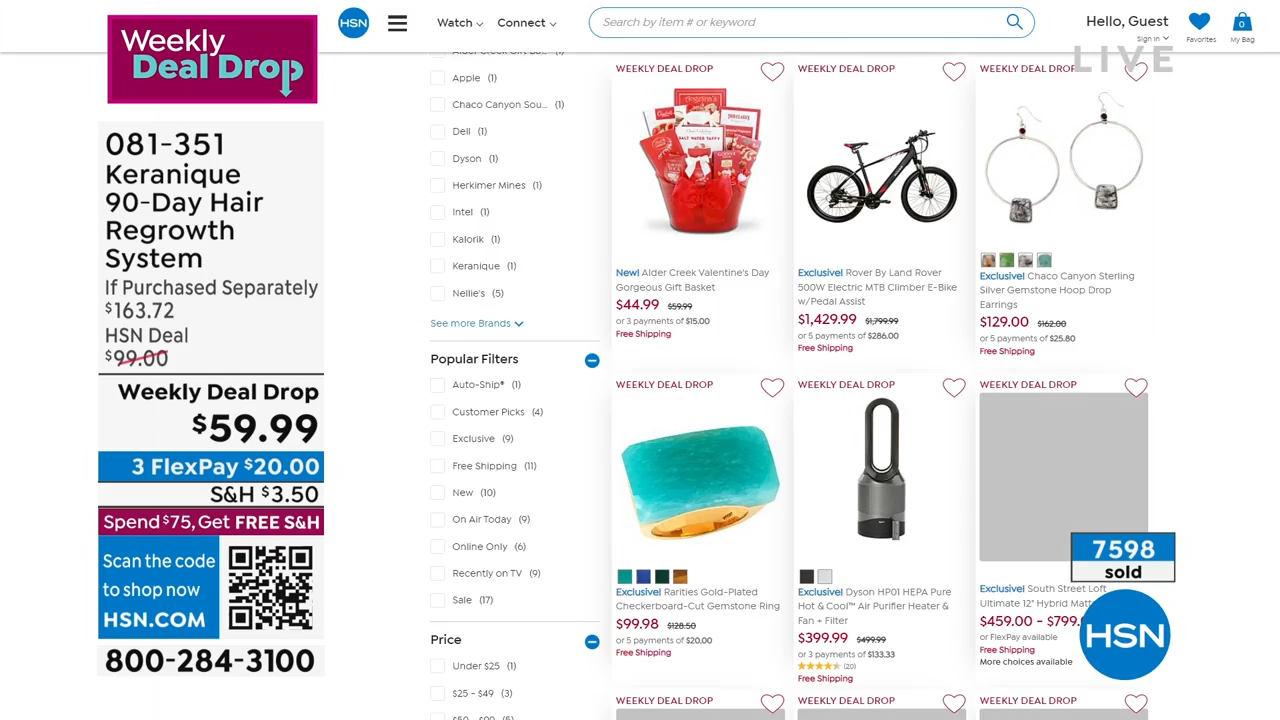 Weekly
Deal Drop
081-351
Keranique
90-Day Hair
Regrowth
System
If Purchased Separately
$163.72
HSN Deal
$99.00
Weekly Deal Drop
$59.99
3 FlexPay $20.00
S&H $3.50
Spend $75, Get FREE S&H
Scan the code
to shop now
HSN.COM
800-284-3100
HSN
Watch
Connect
Search by item # or keyword
Hello, Guest
Sign In
Favorites
0
My Bag
LIVE
Alder Creek Gift Ba... (1)
Apple (1)
Chaco Canyon Sou... (1)
Dell (1)
Dyson (1)
Herkimer Mines (1)
Intel (1)
Kalorik (1)
Keranique (1)
Nellie's (5)
See more Brands
Popular Filters
Auto-Ship® (1)
Customer Picks (4)
Exclusive (9)
Free Shipping (11)
New (10)
On Air Today (9)
Online Only (6)
Recently on TV (9)
Sale (17)
Price
Under $25 (1)
$25 - $49 (3)
$50 - $99 (5)
WEEKLY DEAL DROP
New! Alder Creek Valentine's Day
Gorgeous Gift Basket
$44.99 $59.99
or 3 payments of $15.00
Free Shipping
WEEKLY DEAL DROP
Exclusive! Rover By Land Rover
500W Electric MTB Climber E-Bike
w/Pedal Assist
$1,429.99 $1,799.99
or 5 payments of $286.00
Free Shipping
WEEKLY DEAL DROP
Exclusive! Chaco Canyon Sterling
Silver Gemstone Hoop Drop
Earrings
$129.00 $162.00
or 5 payments of $25.80
Free Shipping
WEEKLY DEAL DROP
Exclusive! Rarities Gold-Plated
Checkerboard-Cut Gemstone Ring
$99.98 $128.50
or 5 payments of $20.00
Free Shipping
WEEKLY DEAL DROP
Exclusive! Dyson HP01 HEPA Pure
Hot & Cool™ Air Purifier Heater &
Fan + Filter
$399.99 $499.99
or 3 payments of $133.33
(20)
Free Shipping
WEEKLY DEAL DROP
Exclusive! South Street Loft
Ultimate 12" Hybrid Matt
$459.00 - $799.
or FlexPay available
Free Shipping
More choices available
7598
sold
HSN
WEEKLY DEAL DROP
WEEKLY DEAL DROP
WEEKLY DEAL DROP